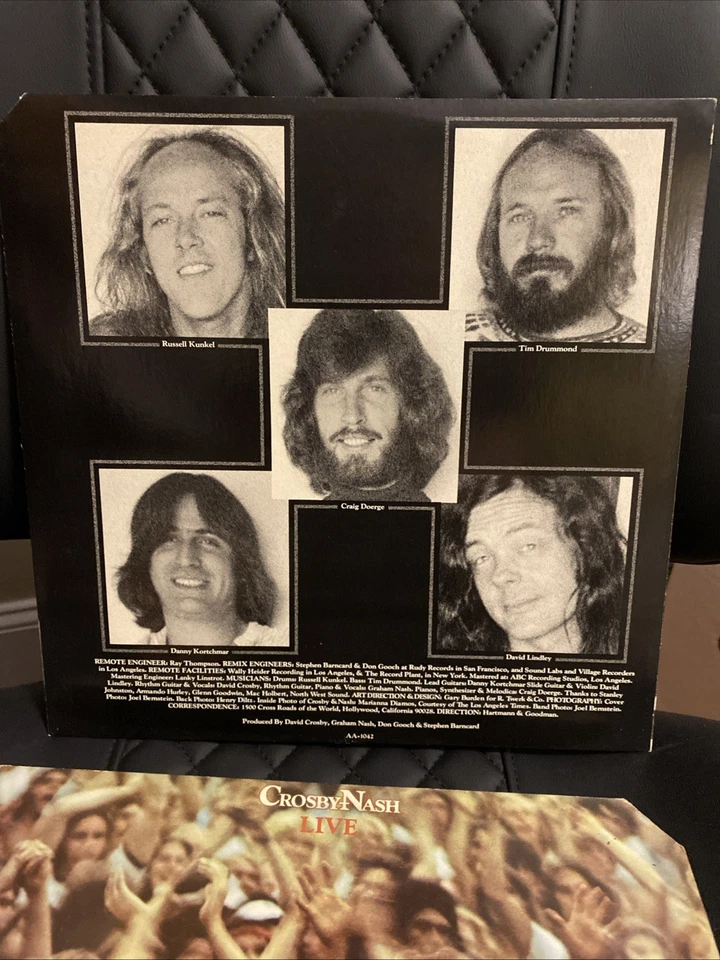 Russell Kunkel
Tim Drummond
Craig Doerge
Danny Kortchmar
David Lindley
REMOTE ENGINEER: Ray Thompson. REMIX ENGINEERS: Stephen Barncard & Don Gooch at Rudy Records in San Francisco, and Sound Labs and Village Recorders
in Los Angeles. REMOTE FACILITIES: Wally Heider Recording in Los Angeles, & The Record Plant, in New York. Mastered at: ABC Recording Studios, Los Angeles.
Mastering Engineer: Lanky Linstrot. MUSICIANS: Drums: Russell Kunkel. Bass: Tim Drummond. Lead Guitar: Danny Kortchmar Slide Guitar & Violin: David
Lindley. Rhythm Guitar & Vocals: David Crosby, Rhythm Guitar, Piano & Vocals: Graham Nash. Pianos, Synthesizer & Melodica: Craig Doerge. Thanks to Stanley
Johnston, Armando Hurley, Glenn Goodwin, Mac Holbert, North West Sound. ART DIRECTION & DESIGN: Gary Burden for R. Twerk & Co. PHOTOGRAPHY: Cover
Photo: Joel Bernstein. Back Photo: Henry Diltz. Inside Photo of Crosby & Nash: Marianna Diamos, Courtesy of The Los Angeles Times. Band Photos: Joel Bernstein.
CORRESPONDENCE: 1500 Cross Roads of the World, Hollywood, California 90028. DIRECTION: Hartmann & Goodman.
Produced By David Crosby, Graham Nash, Don Gooch & Stephen Barncard
AA-1042
CROSBY-NASH
LIVE